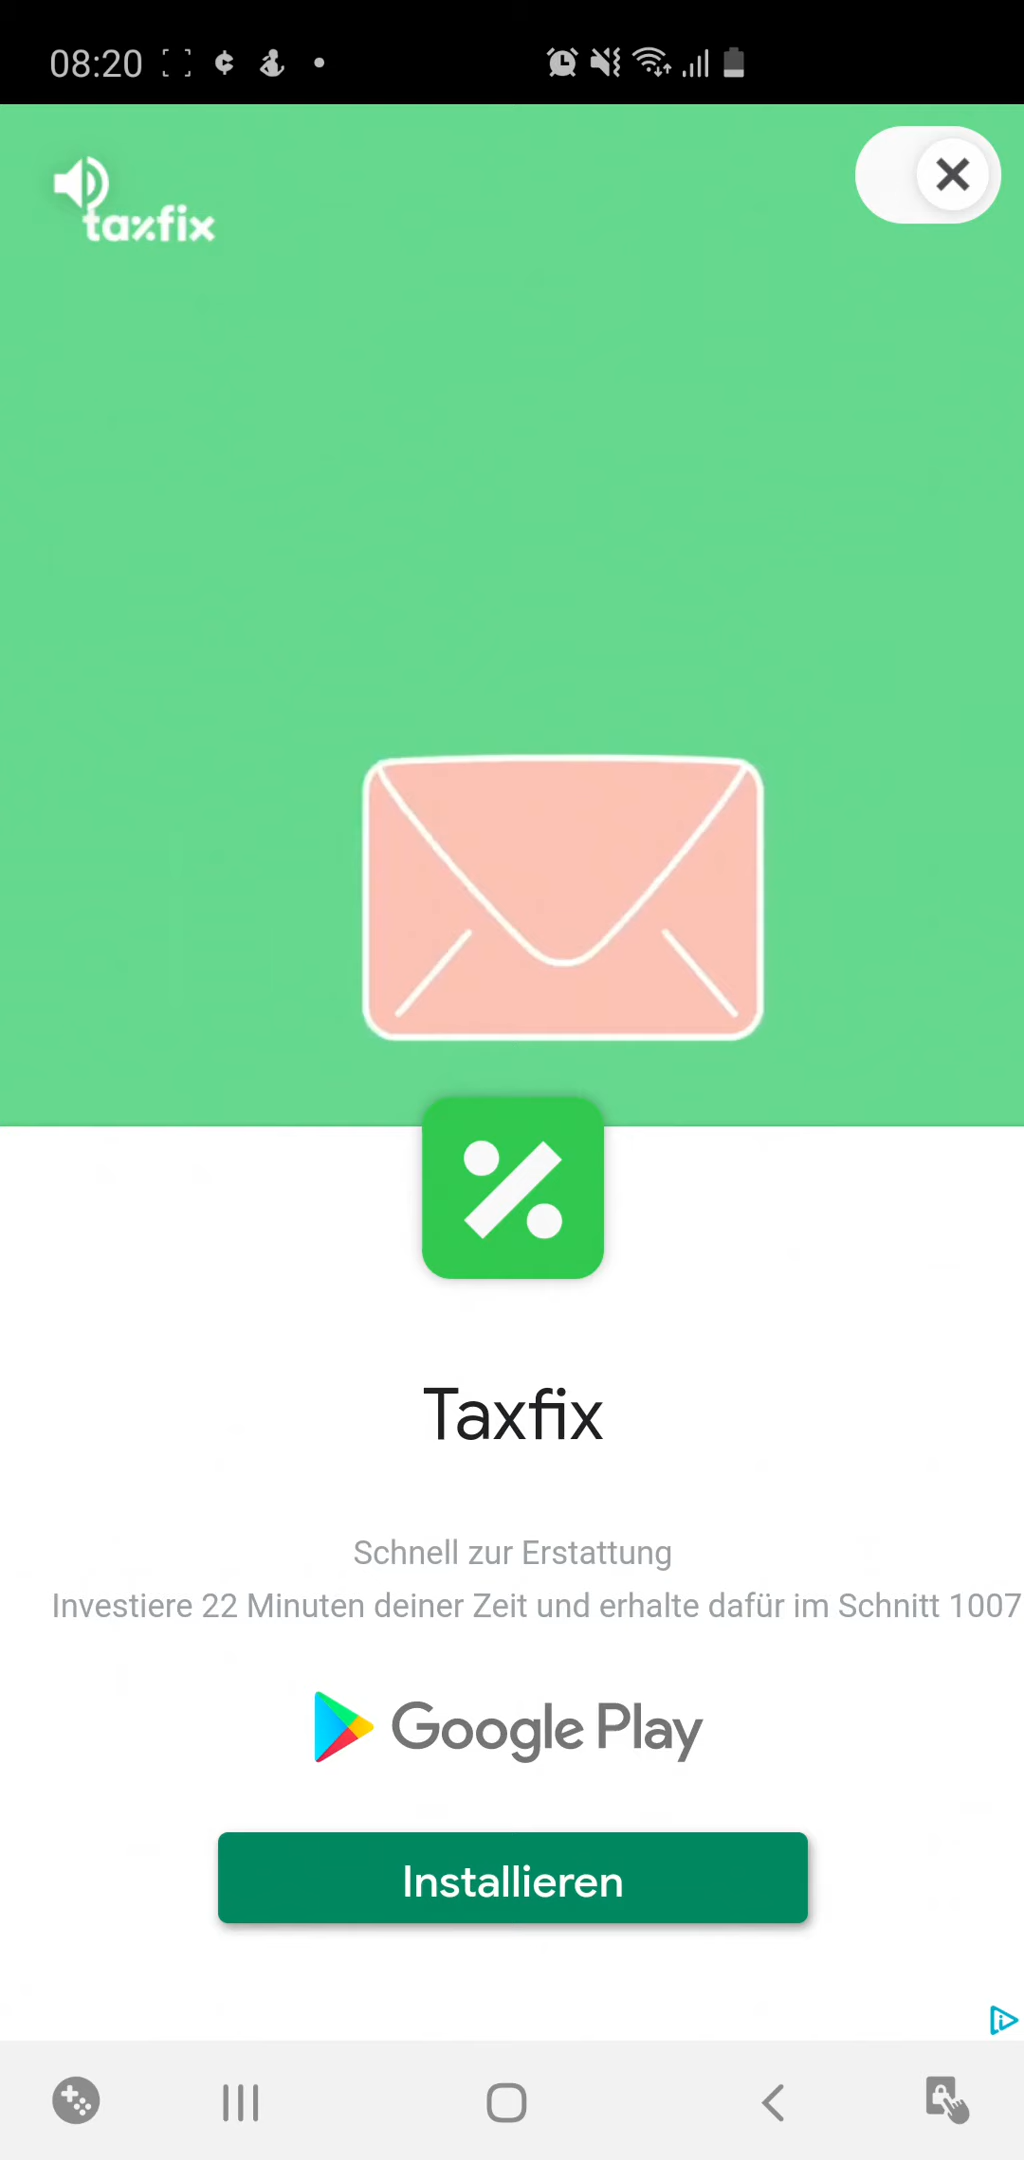 08:20
taxfix
Taxfix
Schnell zur Erstattung
Investiere 22 Minuten deiner Zeit und erhalte dafür im Schnitt 1007
Google Play
Installieren